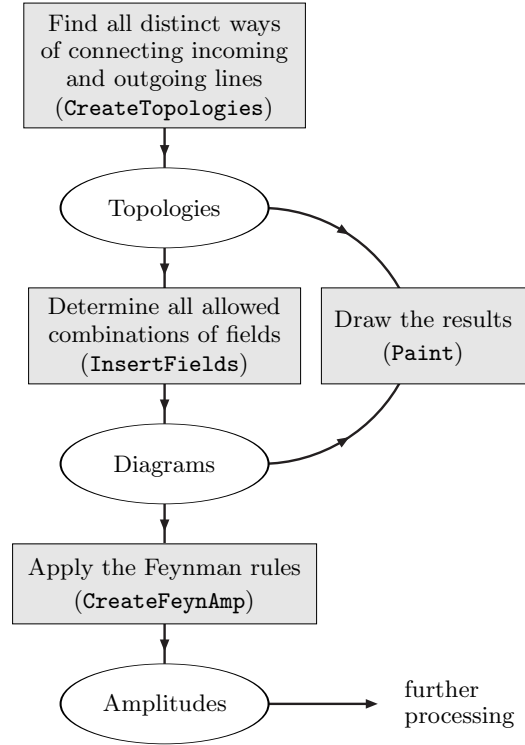 Find all distinct ways
of connecting incoming
and outgoing lines
(CreateTopologies)
Topologies
Determine all allowed
combinations of fields
(InsertFields)
Draw the results
(Paint)
Diagrams
Apply the Feynman rules
(CreateFeynAmp)
Amplitudes
further
processing